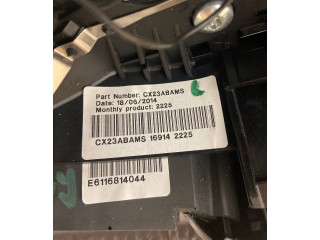 Part Number: CX23ABAMS
Date: 18/06/2014
Monthly product: 2225
CX23ABAMS 16914 2225
E6116814044